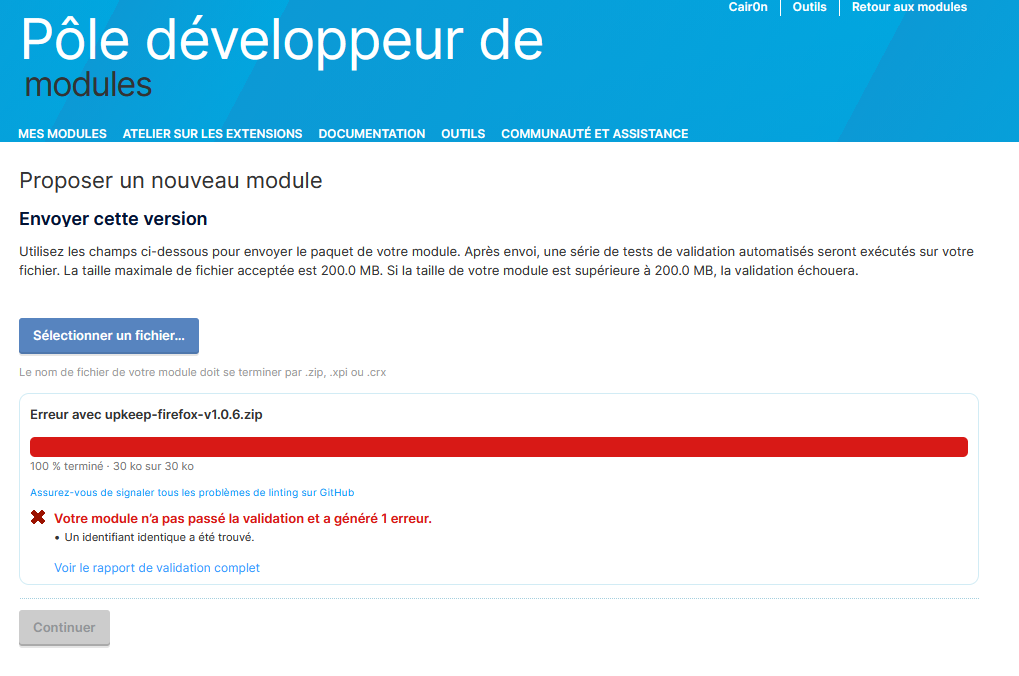 Cair0n
Outils
Retour aux modules
Pôle développeur de
modules
MES MODULES
ATELIER SUR LES EXTENSIONS
DOCUMENTATION
OUTILS
COMMUNAUTÉ ET ASSISTANCE
Proposer un nouveau module
Envoyer cette version
Utilisez les champs ci-dessous pour envoyer le paquet de votre module. Après envoi, une série de tests de validation automatisés seront exécutés sur votre
fichier. La taille maximale de fichier acceptée est 200.0 MB. Si la taille de votre module est supérieure à 200.0 MB, la validation échouera.
Sélectionner un fichier...
Le nom de fichier de votre module doit se terminer par .zip, .xpi ou .crx
Erreur avec upkeep-firefox-v1.0.6.zip
100 % terminé · 30 ko sur 30 ko
Assurez-vous de signaler tous les problèmes de linting sur GitHub
✖ Votre module n’a pas passé la validation et a généré 1 erreur.
• Un identifiant identique a été trouvé.
Voir le rapport de validation complet
Continuer